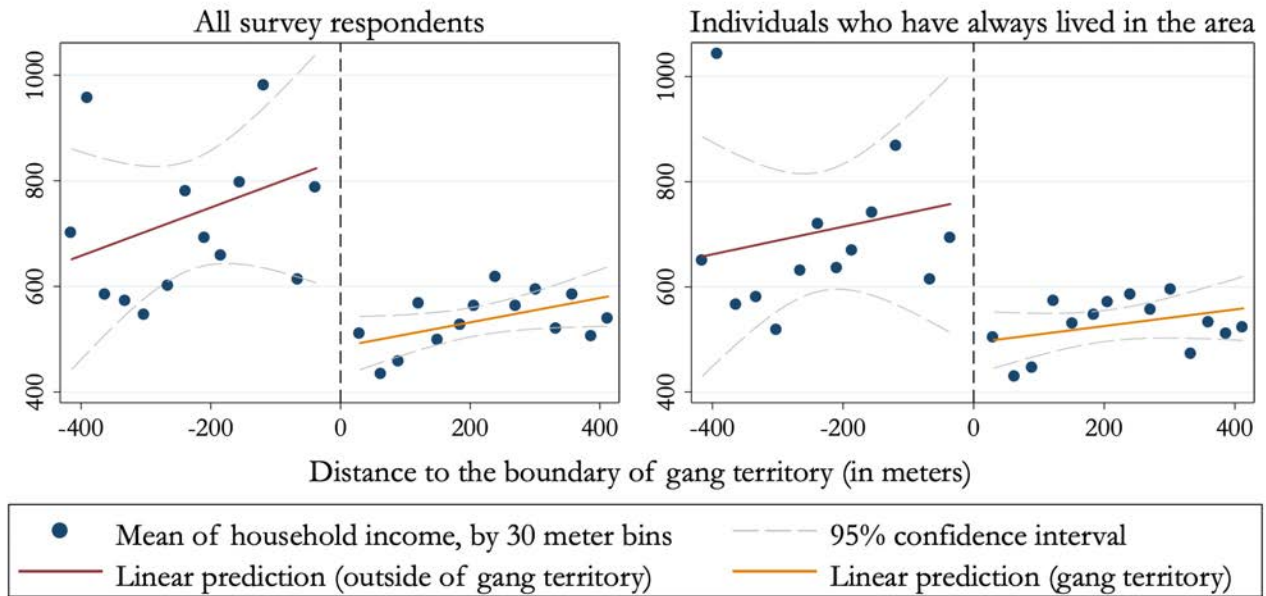 All survey respondents
Individuals who have always lived in the area
1000
800
600
400
-400 -200 0 200 400
1000
800
600
400
-400 -200 0 200 400
Distance to the boundary of gang territory (in meters)
Mean of household income, by 30 meter bins
95% confidence interval
Linear prediction (outside of gang territory)
Linear prediction (gang territory)